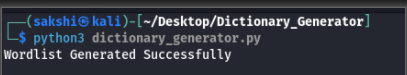 ┌──(sakshi㉿kali)-[~/Desktop/Dictionary_Generator]
└─$ python3 dictionary_generator.py
Wordlist Generated Successfully